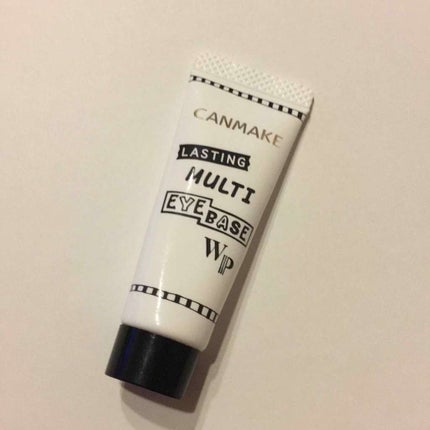 CANMAKE
LASTING
MULTI
EYE BASE
WP